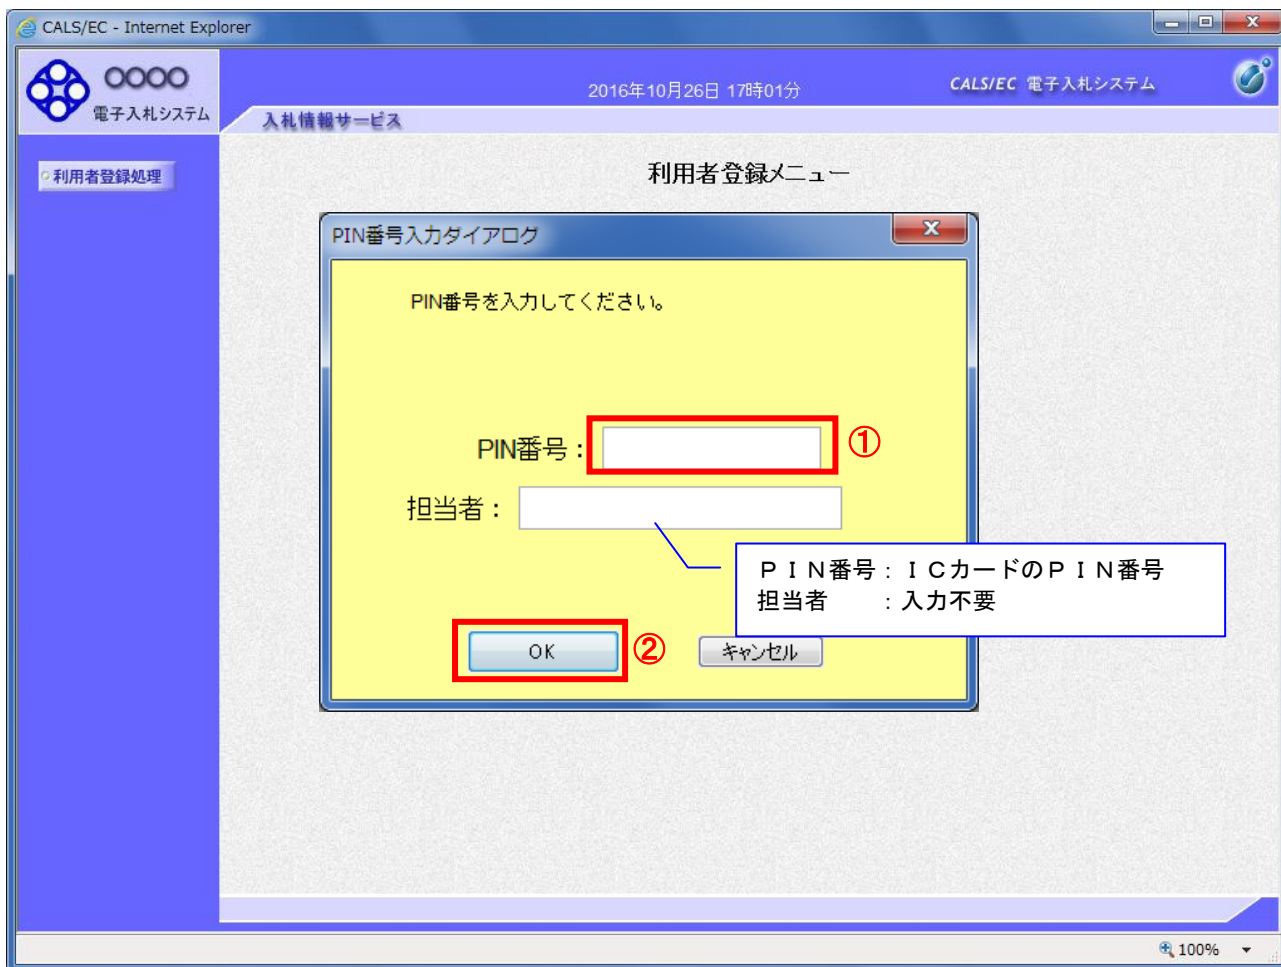 CALS/EC - Internet Explorer
○○○○
電子入札システム
2016年10月26日 17時01分
CALS/EC 電子入札システム
入札情報サービス
利用者登録処理
利用者登録メニュー
PIN番号入力ダイアログ
PIN番号を入力してください。
PIN番号：
①
担当者：
ＰＩＮ番号：ＩＣカードのＰＩＮ番号
担当者　　：入力不要
OK
②
キャンセル
100%